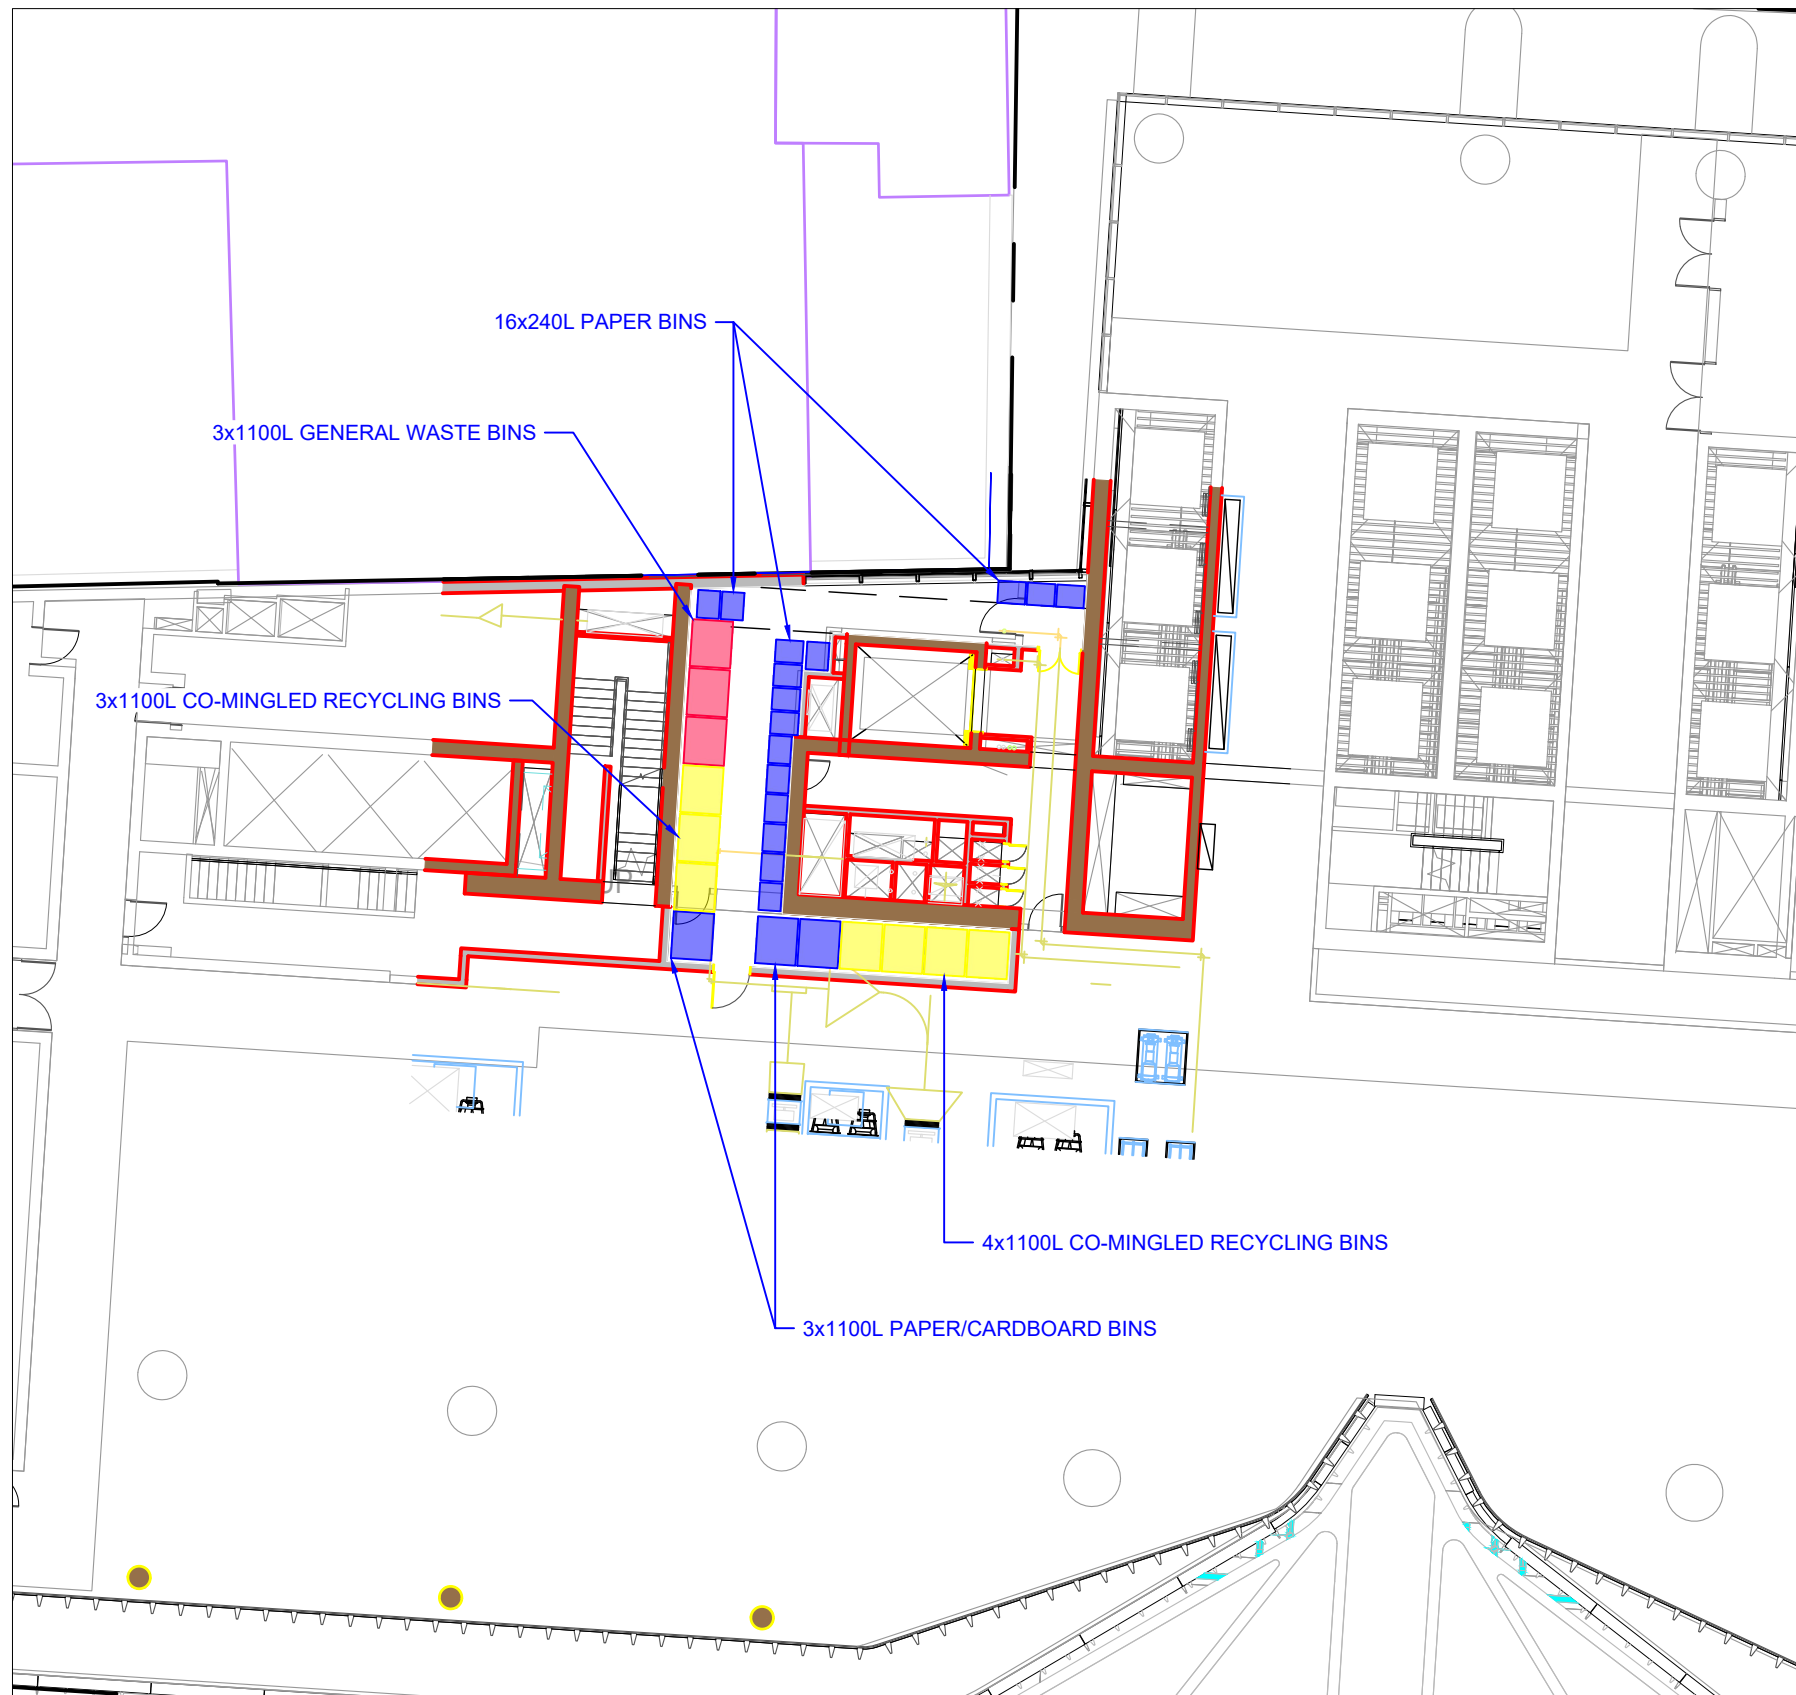 16x240L PAPER BINS
3x1100L GENERAL WASTE BINS
3x1100L CO-MINGLED RECYCLING BINS
4x1100L CO-MINGLED RECYCLING BINS
3x1100L PAPER/CARDBOARD BINS